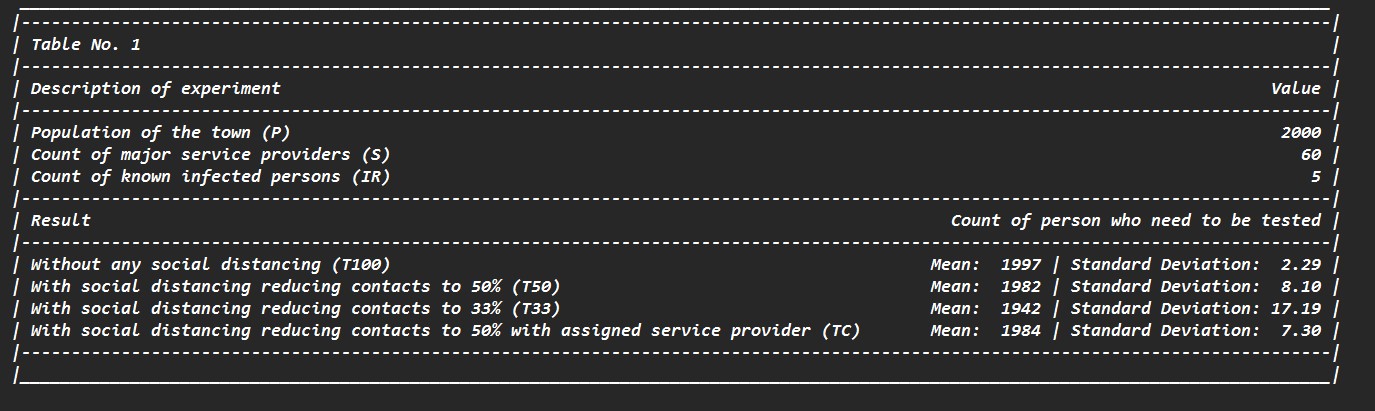 Table No. 1
Description of experiment Value
Population of the town (P) 2000
Count of major service providers (S) 60
Count of known infected persons (IR) 5
Result Count of person who need to be tested
Without any social distancing (T100) Mean: 1997 | Standard Deviation: 2.29
With social distancing reducing contacts to 50% (T50) Mean: 1982 | Standard Deviation: 8.10
With social distancing reducing contacts to 33% (T33) Mean: 1942 | Standard Deviation: 17.19
With social distancing reducing contacts to 50% with assigned service provider (TC) Mean: 1984 | Standard Deviation: 7.30